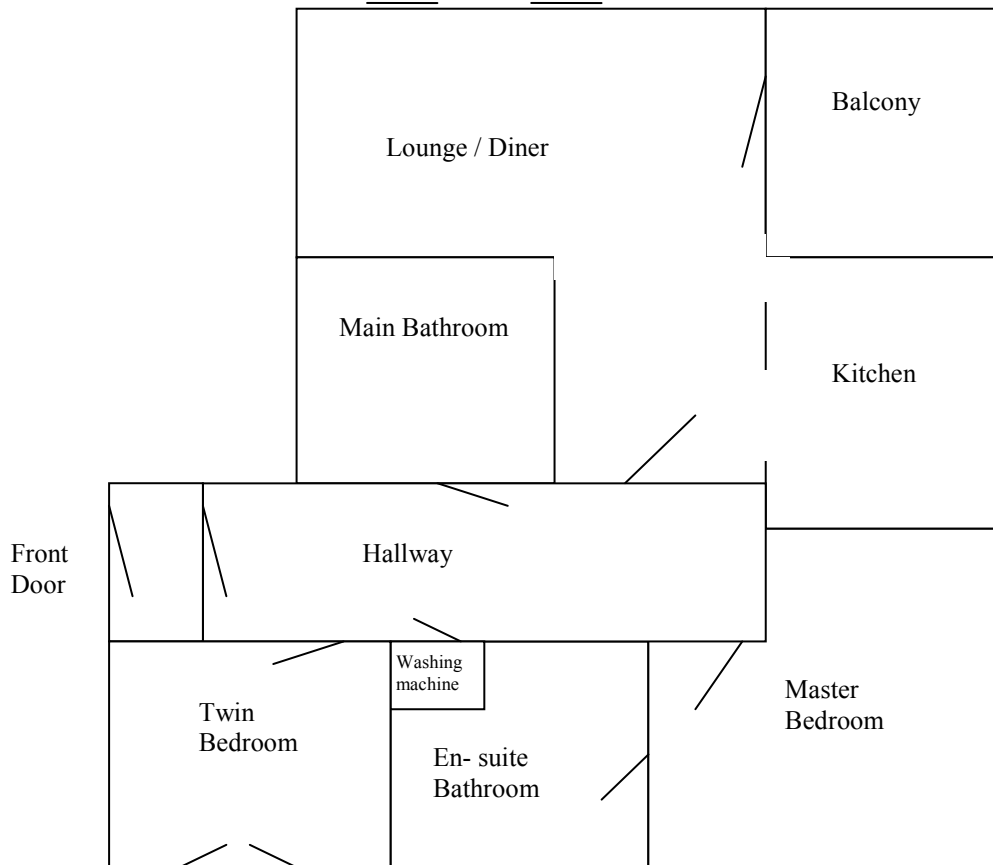 Balcony
Lounge / Diner
Main Bathroom
Kitchen
Front
Door
Hallway
Washing
machine
Twin
Bedroom
En- suite
Bathroom
Master
Bedroom